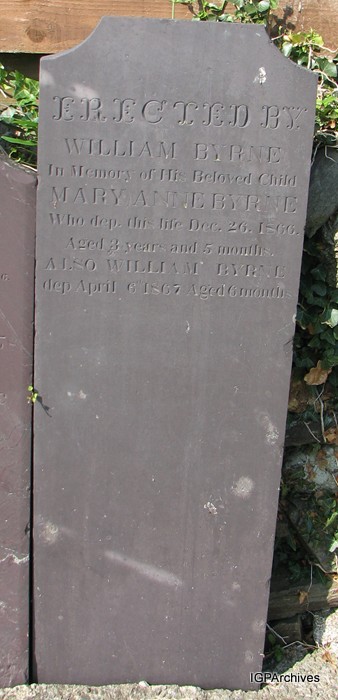 ERECTED BY
WILLIAM BYRNE
In Memory of His Beloved Child
MARY ANNE BYRNE
Who dep. this life Dec. 26. 1866.
Aged 3 years and 5 months.
ALSO WILLIAM BYRNE
dep April 6 1867 Aged 6 months
IGPArchives